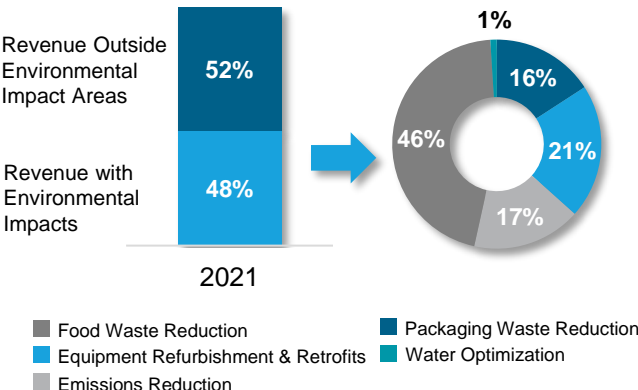 Revenue Outside
Environmental
Impact Areas
52%
Revenue with
Environmental
Impacts
48%
2021
1%
16%
46%
21%
17%
Food Waste Reduction
Packaging Waste Reduction
Equipment Refurbishment & Retrofits
Water Optimization
Emissions Reduction